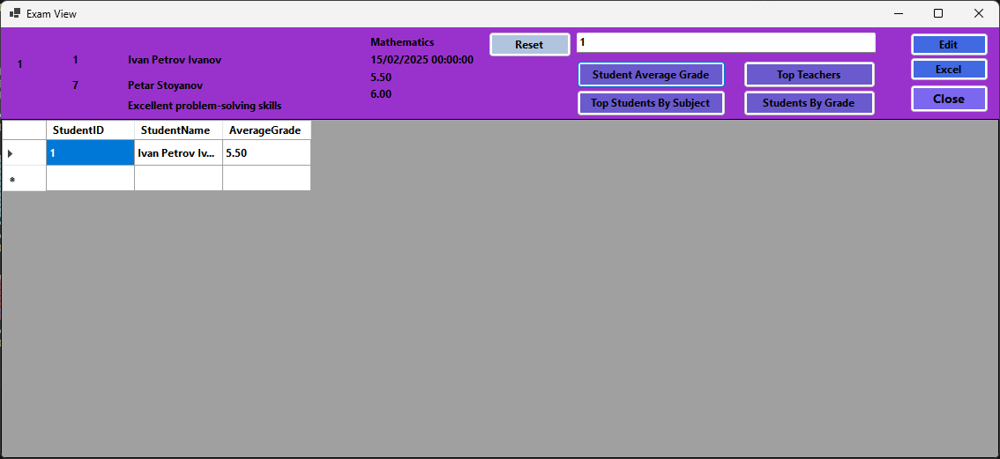 Exam View
1
1
Ivan Petrov Ivanov
7
Petar Stoyanov
Excellent problem-solving skills
Mathematics
15/02/2025 00:00:00
5.50
6.00
Reset
1
Student Average Grade
Top Teachers
Top Students By Subject
Students By Grade
Edit
Excel
Close
StudentID StudentName AverageGrade
1 Ivan Petrov Iv... 5.50